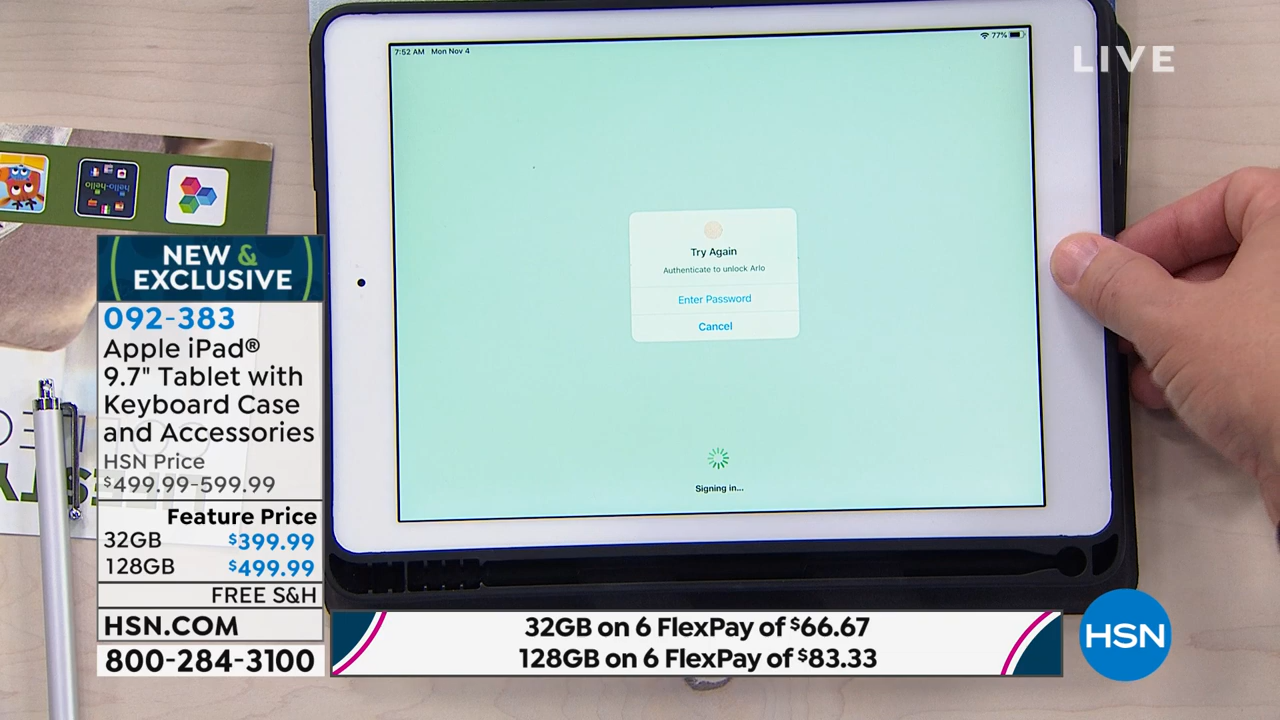 7:52 AM Mon Nov 4
77%
LIVE
Try Again
Authenticate to unlock Arlo
Enter Password
Cancel
Signing in...
hello-hello
NEW & EXCLUSIVE
092-383
Apple iPad®
9.7" Tablet with
Keyboard Case
and Accessories
HSN Price
$499.99-599.99
Feature Price
32GB $399.99
128GB $499.99
FREE S&H
HSN.COM
800-284-3100
32GB on 6 FlexPay of $66.67
128GB on 6 FlexPay of $83.33
HSN